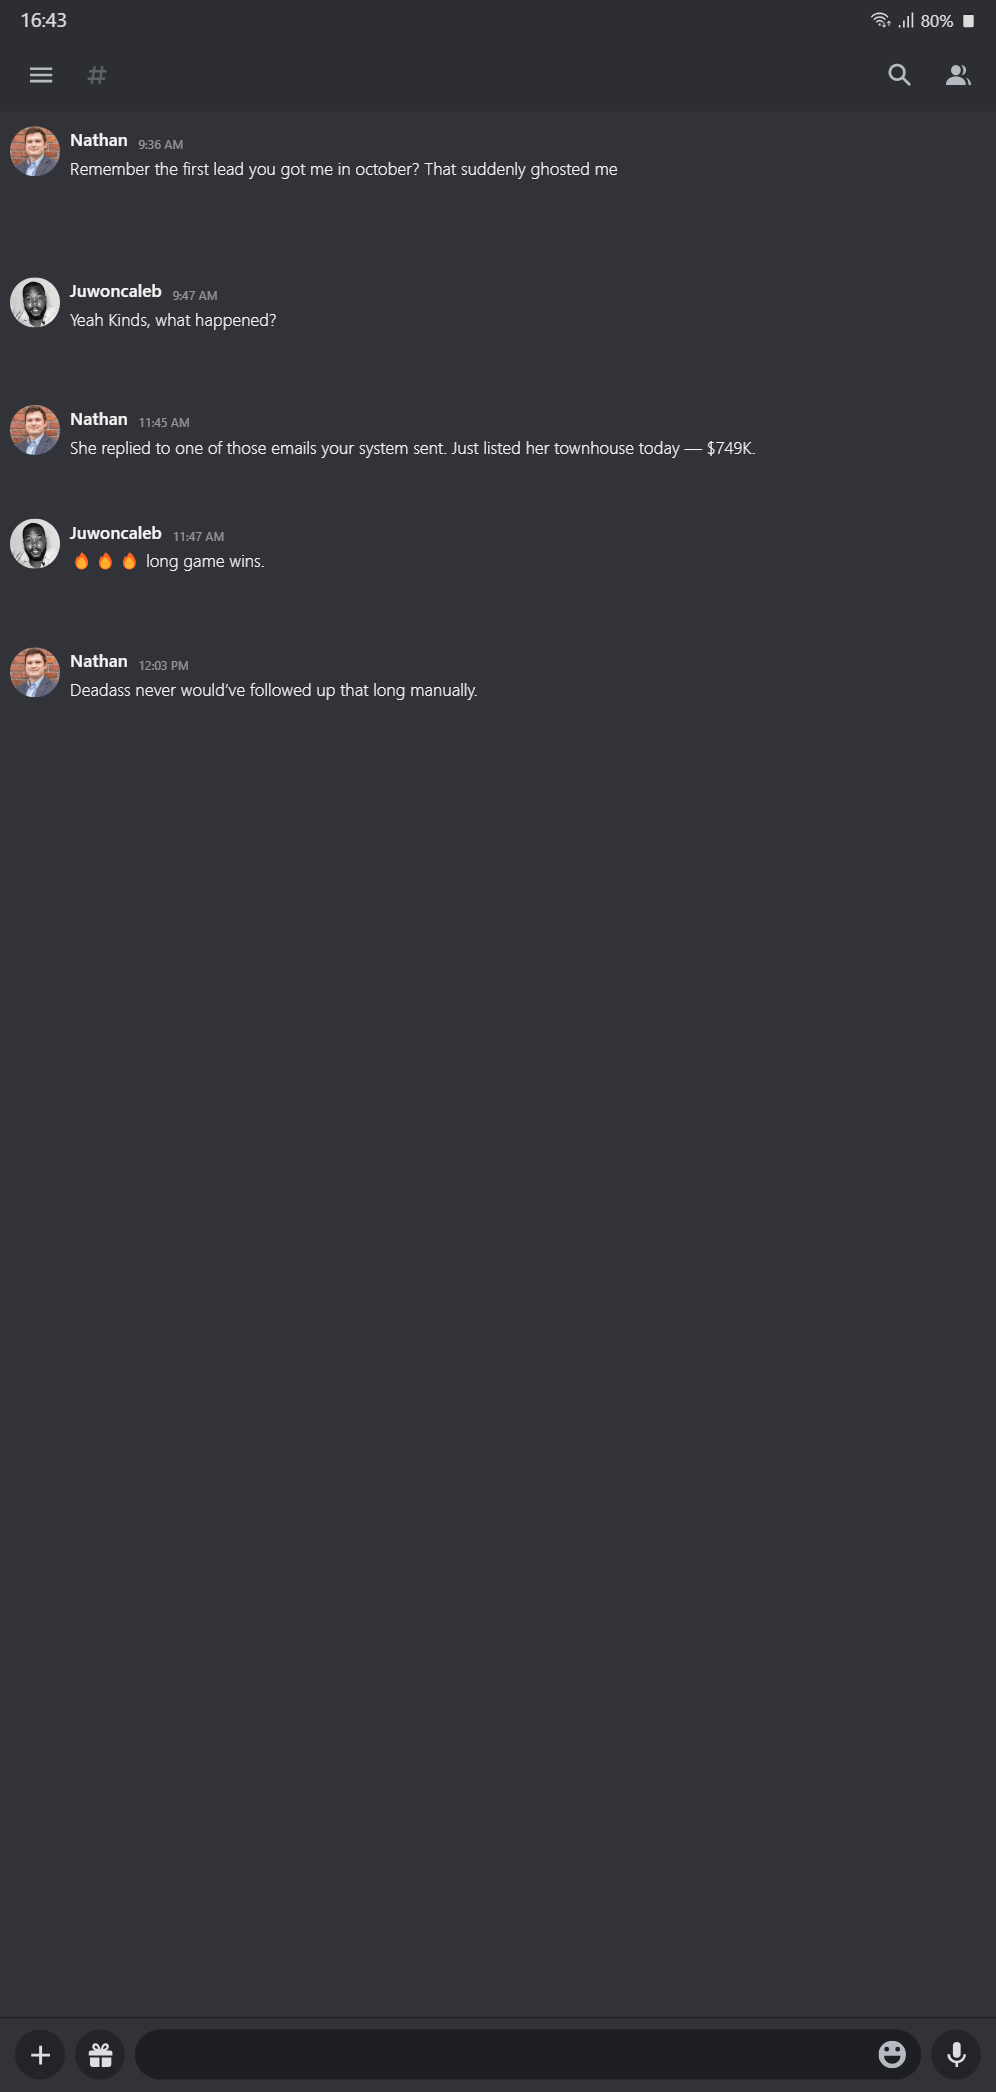 16:43
80%
#
Nathan 9:36 AM
Remember the first lead you got me in october? That suddenly ghosted me
Juwoncaleb 9:47 AM
Yeah Kinds, what happened?
Nathan 11:45 AM
She replied to one of those emails your system sent. Just listed her townhouse today — $749K.
Juwoncaleb 11:47 AM
🔥 🔥 🔥 long game wins.
Nathan 12:03 PM
Deadass never would’ve followed up that long manually.